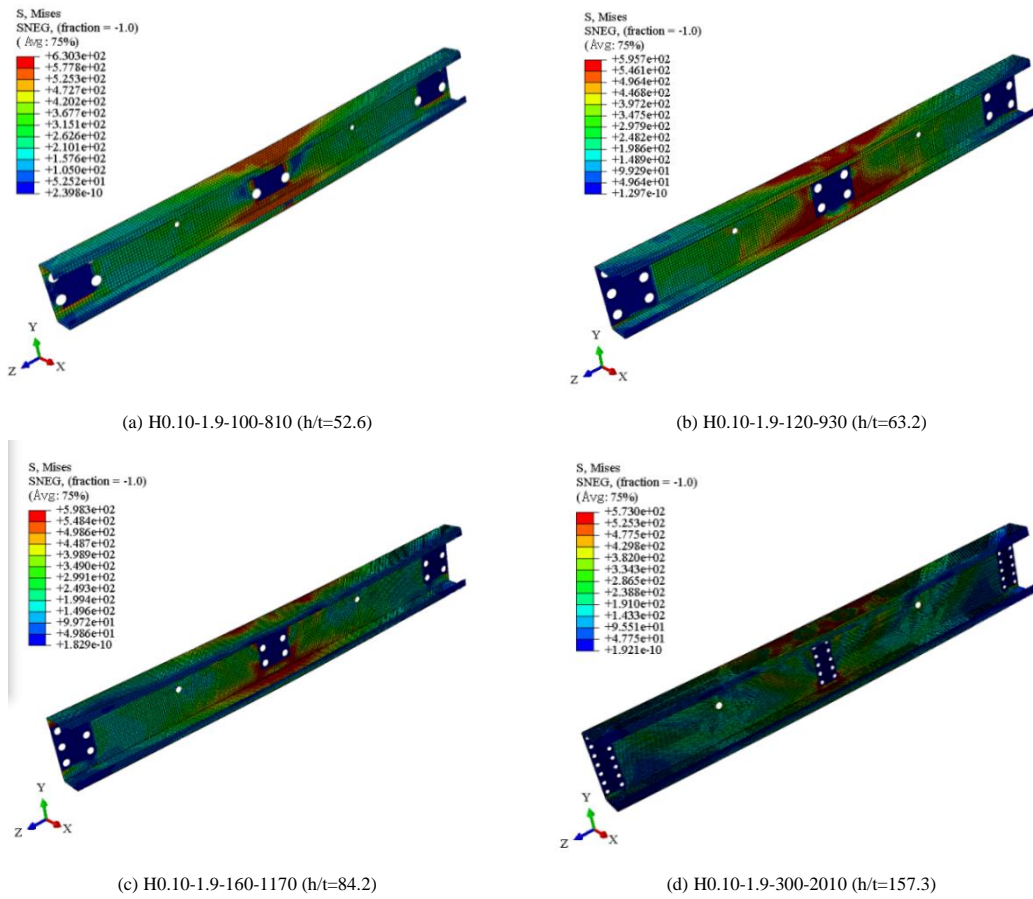 S, Mises
SNEG, (fraction = -1.0)
(Avg: 75%)
+6.303e+02
+5.778e+02
+5.253e+02
+4.727e+02
+4.202e+02
+3.677e+02
+3.151e+02
+2.626e+02
+2.101e+02
+1.576e+02
+1.050e+02
+5.252e+01
+2.398e-10
Y
Z
X
(a) H0.10-1.9-100-810 (h/t=52.6)
S, Mises
SNEG, (fraction = -1.0)
(Avg: 75%)
+5.957e+02
+5.461e+02
+4.964e+02
+4.468e+02
+3.972e+02
+3.475e+02
+2.979e+02
+2.482e+02
+1.986e+02
+1.489e+02
+9.929e+01
+4.964e+01
+1.297e-10
Y
Z
X
(b) H0.10-1.9-120-930 (h/t=63.2)
S, Mises
SNEG, (fraction = -1.0)
(Avg: 75%)
+5.983e+02
+5.484e+02
+4.986e+02
+4.487e+02
+3.989e+02
+3.490e+02
+2.991e+02
+2.493e+02
+1.994e+02
+1.496e+02
+9.972e+01
+4.986e+01
+1.829e-10
Y
Z
X
(c) H0.10-1.9-160-1170 (h/t=84.2)
S, Mises
SNEG, (fraction = -1.0)
(Avg: 75%)
+5.730e+02
+5.253e+02
+4.775e+02
+4.298e+02
+3.820e+02
+3.343e+02
+2.865e+02
+2.388e+02
+1.910e+02
+1.433e+02
+9.551e+01
+4.775e+01
+1.921e-10
Y
Z
X
(d) H0.10-1.9-300-2010 (h/t=157.3)